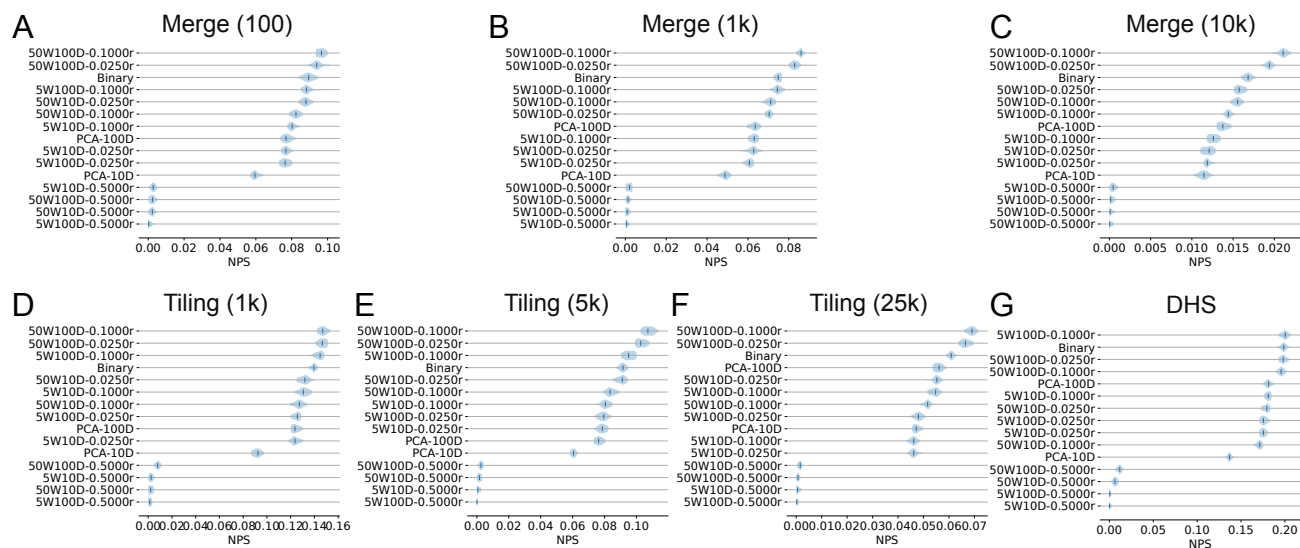 A
Merge (100)
50W100D-0.1000r
50W100D-0.0250r
Binary
5W100D-0.1000r
50W10D-0.0250r
50W10D-0.1000r
5W10D-0.1000r
PCA-100D
5W10D-0.0250r
5W100D-0.0250r
PCA-10D
5W10D-0.5000r
50W100D-0.5000r
50W10D-0.5000r
5W100D-0.5000r
0.00 0.02 0.04 0.06 0.08 0.10
NPS
B
Merge (1k)
50W100D-0.1000r
50W100D-0.0250r
Binary
5W100D-0.1000r
50W10D-0.1000r
50W10D-0.0250r
PCA-100D
5W10D-0.1000r
5W10D-0.0250r
5W100D-0.0250r
PCA-10D
5W10D-0.5000r
50W100D-0.5000r
50W10D-0.5000r
5W100D-0.5000r
0.00 0.02 0.04 0.06 0.08
NPS
C
Merge (10k)
50W100D-0.1000r
50W100D-0.0250r
Binary
50W10D-0.0250r
50W10D-0.1000r
5W100D-0.1000r
PCA-100D
5W10D-0.1000r
5W10D-0.0250r
5W100D-0.0250r
PCA-10D
5W10D-0.5000r
5W100D-0.5000r
50W10D-0.5000r
50W100D-0.5000r
0.000 0.005 0.010 0.015 0.020
NPS
D
Tiling (1k)
50W100D-0.1000r
50W100D-0.0250r
5W100D-0.1000r
Binary
50W10D-0.0250r
5W10D-0.1000r
50W10D-0.1000r
5W100D-0.0250r
PCA-100D
5W10D-0.0250r
PCA-10D
50W100D-0.5000r
5W10D-0.5000r
50W10D-0.5000r
5W100D-0.5000r
0.00 0.02 0.04 0.06 0.08 0.10 0.12 0.14 0.16
NPS
E
Tiling (5k)
50W100D-0.1000r
50W100D-0.0250r
5W100D-0.1000r
Binary
50W10D-0.0250r
5W10D-0.1000r
50W10D-0.1000r
5W100D-0.0250r
5W10D-0.0250r
PCA-100D
PCA-10D
50W100D-0.5000r
50W10D-0.5000r
5W10D-0.5000r
5W100D-0.5000r
0.00 0.02 0.04 0.06 0.08 0.10
NPS
F
Tiling (25k)
50W100D-0.1000r
50W100D-0.0250r
Binary
PCA-100D
50W10D-0.0250r
5W100D-0.1000r
50W10D-0.1000r
5W100D-0.0250r
PCA-10D
5W10D-0.1000r
5W10D-0.0250r
50W100D-0.5000r
50W10D-0.5000r
5W10D-0.5000r
5W100D-0.5000r
0.00 0.01 0.02 0.03 0.04 0.05 0.06 0.07
NPS
G
DHS
5W100D-0.1000r
Binary
50W100D-0.0250r
50W100D-0.1000r
PCA-100D
5W10D-0.1000r
50W10D-0.0250r
5W100D-0.0250r
5W10D-0.0250r
50W10D-0.1000r
PCA-10D
50W100D-0.5000r
50W10D-0.5000r
5W100D-0.5000r
5W10D-0.5000r
0.00 0.05 0.10 0.15 0.20
NPS